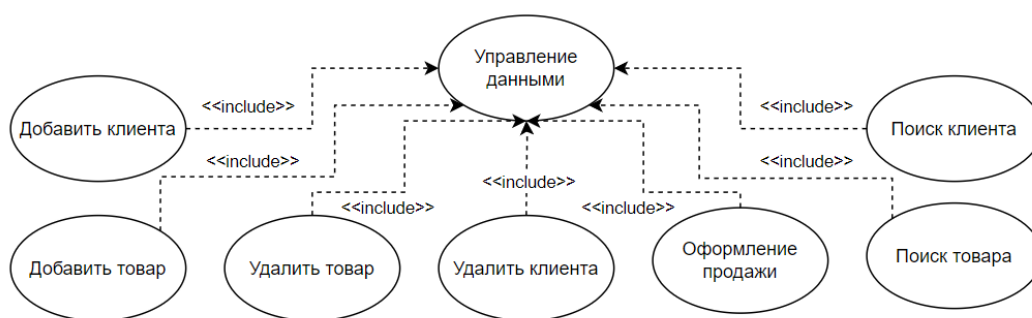 Управление
данными
<<include>>
<<include>>
Добавить клиента
Поиск клиента
<<include>>
<<include>>
<<include>>
<<include>>
<<include>>
Добавить товар
Удалить товар
Удалить клиента
Оформление
продажи
Поиск товара